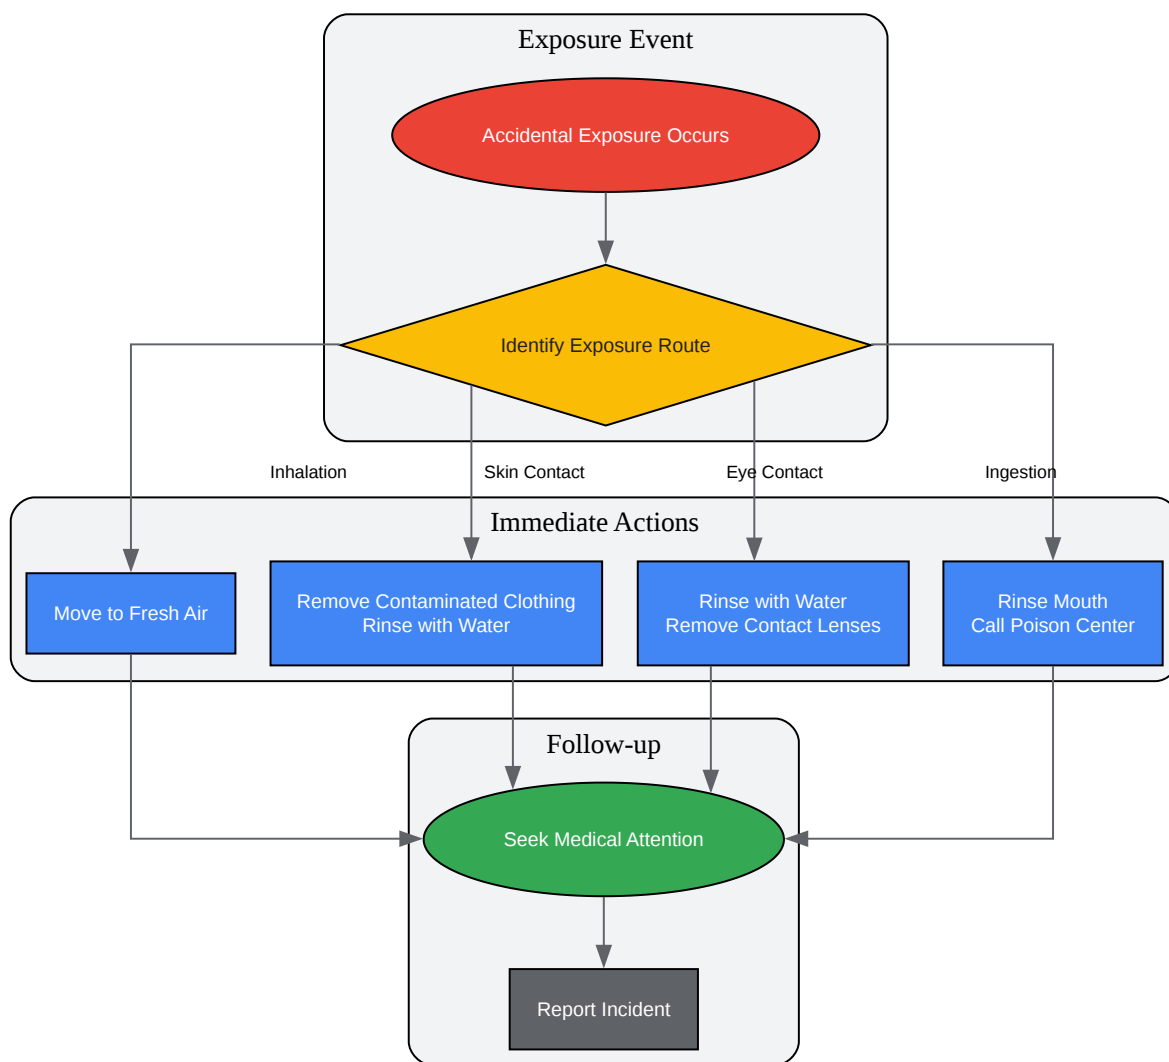 Exposure Event
Accidental Exposure Occurs
Identify Exposure Route
Inhalation
Skin Contact
Eye Contact
Ingestion
Immediate Actions
Move to Fresh Air
Remove Contaminated Clothing
Rinse with Water
Rinse with Water
Remove Contact Lenses
Rinse Mouth
Call Poison Center
Follow-up
Seek Medical Attention
Report Incident